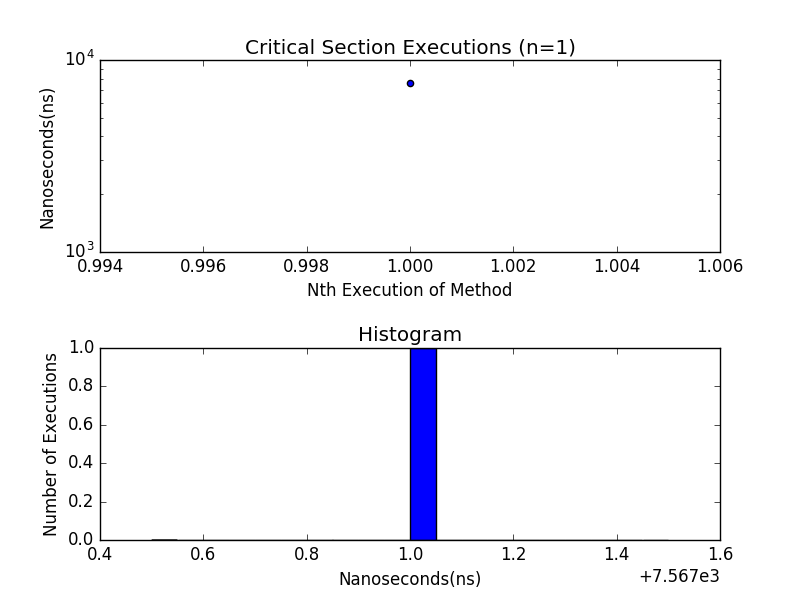 Critical Section Executions (n=1)
10^4
Nanoseconds(ns)
10^3
0.994 0.996 0.998 1.000 1.002 1.004 1.006
Nth Execution of Method
Histogram
1.0
0.8
0.6
0.4
0.2
0.0
Number of Executions
0.4 0.6 0.8 1.0 1.2 1.4 1.6
Nanoseconds(ns)
+7.567e3